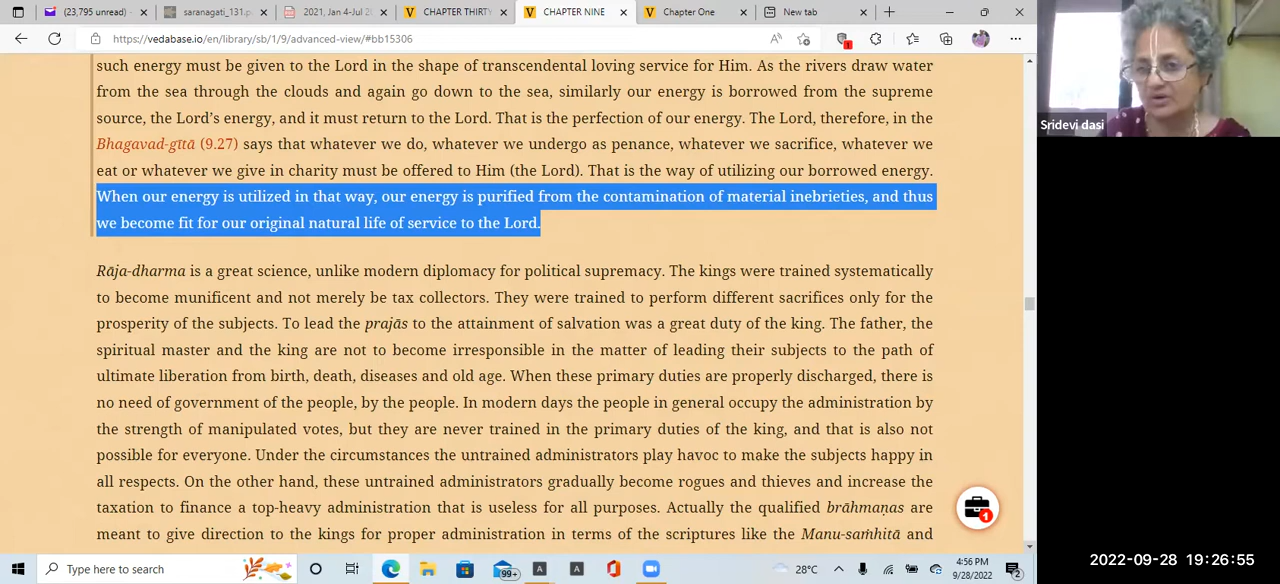 (23,795 unread) -
saranagati_131.p
2021, Jan 4-Jul 2
CHAPTER THIRTY
CHAPTER NINE
Chapter One
New tab
https://vedabase.io/en/library/sb/1/9/advanced-view/#bb15306
such energy must be given to the Lord in the shape of transcendental loving service for Him. As the rivers draw water
from the sea through the clouds and again go down to the sea, similarly our energy is borrowed from the supreme
source, the Lord's energy, and it must return to the Lord. That is the perfection of our energy. The Lord, therefore, in the
Bhagavad-gītā (9.27) says that whatever we do, whatever we undergo as penance, whatever we sacrifice, whatever we
eat or whatever we give in charity must be offered to Him (the Lord). That is the way of utilizing our borrowed energy.
When our energy is utilized in that way, our energy is purified from the contamination of material inebrieties, and thus
we become fit for our original natural life of service to the Lord.
Rāja-dharma is a great science, unlike modern diplomacy for political supremacy. The kings were trained systematically
to become munificent and not merely be tax collectors. They were trained to perform different sacrifices only for the
prosperity of the subjects. To lead the prajās to the attainment of salvation was a great duty of the king. The father, the
spiritual master and the king are not to become irresponsible in the matter of leading their subjects to the path of
ultimate liberation from birth, death, diseases and old age. When these primary duties are properly discharged, there is
no need of government of the people, by the people. In modern days the people in general occupy the administration by
the strength of manipulated votes, but they are never trained in the primary duties of the king, and that is also not
possible for everyone. Under the circumstances the untrained administrators play havoc to make the subjects happy in
all respects. On the other hand, these untrained administrators gradually become rogues and thieves and increase the
taxation to finance a top-heavy administration that is useless for all purposes. Actually the qualified brāhmaṇas are
meant to give direction to the kings for proper administration in terms of the scriptures like the Manu-saṁhitā and
1
Sridevi dasi
Type here to search
99+
28°C
4:56 PM
9/28/2022
2
2022-09-28 19:26:55